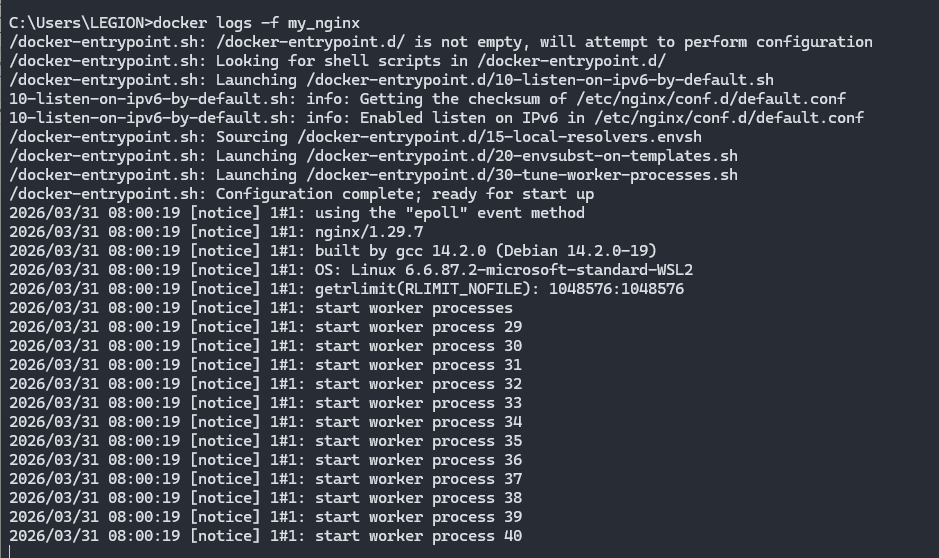 C:\Users\LEGION>docker logs -f my_nginx
/docker-entrypoint.sh: /docker-entrypoint.d/ is not empty, will attempt to perform configuration
/docker-entrypoint.sh: Looking for shell scripts in /docker-entrypoint.d/
/docker-entrypoint.sh: Launching /docker-entrypoint.d/10-listen-on-ipv6-by-default.sh
10-listen-on-ipv6-by-default.sh: info: Getting the checksum of /etc/nginx/conf.d/default.conf
10-listen-on-ipv6-by-default.sh: info: Enabled listen on IPv6 in /etc/nginx/conf.d/default.conf
/docker-entrypoint.sh: Sourcing /docker-entrypoint.d/15-local-resolvers.envsh
/docker-entrypoint.sh: Launching /docker-entrypoint.d/20-envsubst-on-templates.sh
/docker-entrypoint.sh: Launching /docker-entrypoint.d/30-tune-worker-processes.sh
/docker-entrypoint.sh: Configuration complete; ready for start up
2026/03/31 08:00:19 [notice] 1#1: using the "epoll" event method
2026/03/31 08:00:19 [notice] 1#1: nginx/1.29.7
2026/03/31 08:00:19 [notice] 1#1: built by gcc 14.2.0 (Debian 14.2.0-19)
2026/03/31 08:00:19 [notice] 1#1: OS: Linux 6.6.87.2-microsoft-standard-WSL2
2026/03/31 08:00:19 [notice] 1#1: getrlimit(RLIMIT_NOFILE): 1048576:1048576
2026/03/31 08:00:19 [notice] 1#1: start worker processes
2026/03/31 08:00:19 [notice] 1#1: start worker process 29
2026/03/31 08:00:19 [notice] 1#1: start worker process 30
2026/03/31 08:00:19 [notice] 1#1: start worker process 31
2026/03/31 08:00:19 [notice] 1#1: start worker process 32
2026/03/31 08:00:19 [notice] 1#1: start worker process 33
2026/03/31 08:00:19 [notice] 1#1: start worker process 34
2026/03/31 08:00:19 [notice] 1#1: start worker process 35
2026/03/31 08:00:19 [notice] 1#1: start worker process 36
2026/03/31 08:00:19 [notice] 1#1: start worker process 37
2026/03/31 08:00:19 [notice] 1#1: start worker process 38
2026/03/31 08:00:19 [notice] 1#1: start worker process 39
2026/03/31 08:00:19 [notice] 1#1: start worker process 40